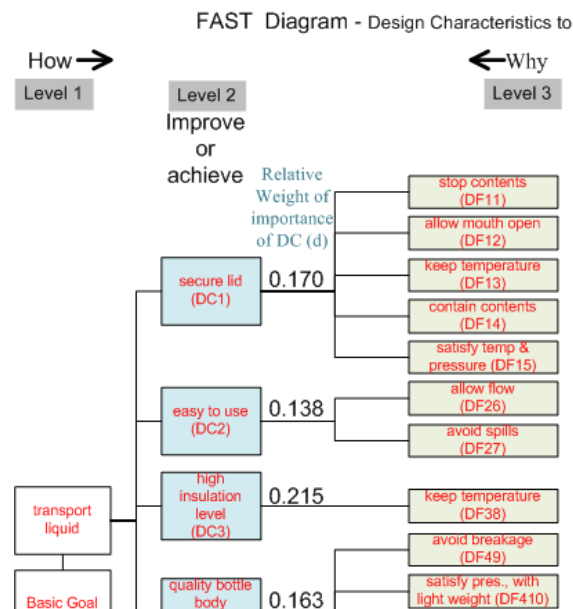 FAST Diagram - Design Characteristics to
How
Why
Level 1
Level 2
Level 3
Improve
or
achieve
Relative
Weight of
importance
of DC (d)
stop contents
(DF11)
allow mouth open
(DF12)
secure lid
(DC1)
0.170
keep temperature
(DF13)
contain contents
(DF14)
satisfy temp &
pressure (DF15)
easy to use
(DC2)
0.138
allow flow
(DF26)
avoid spills
(DF27)
transport
liquid
high
insulation
level
(DC3)
0.215
keep temperature
(DF38)
avoid breakage
(DF49)
Basic Goal
quality bottle
body
0.163
satisfy pres., with
light weight (DF410)